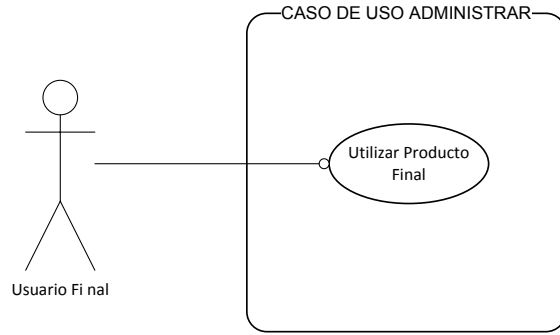 CASO DE USO ADMINISTRAR
Utilizar Producto
Final
Usuario Fi nal